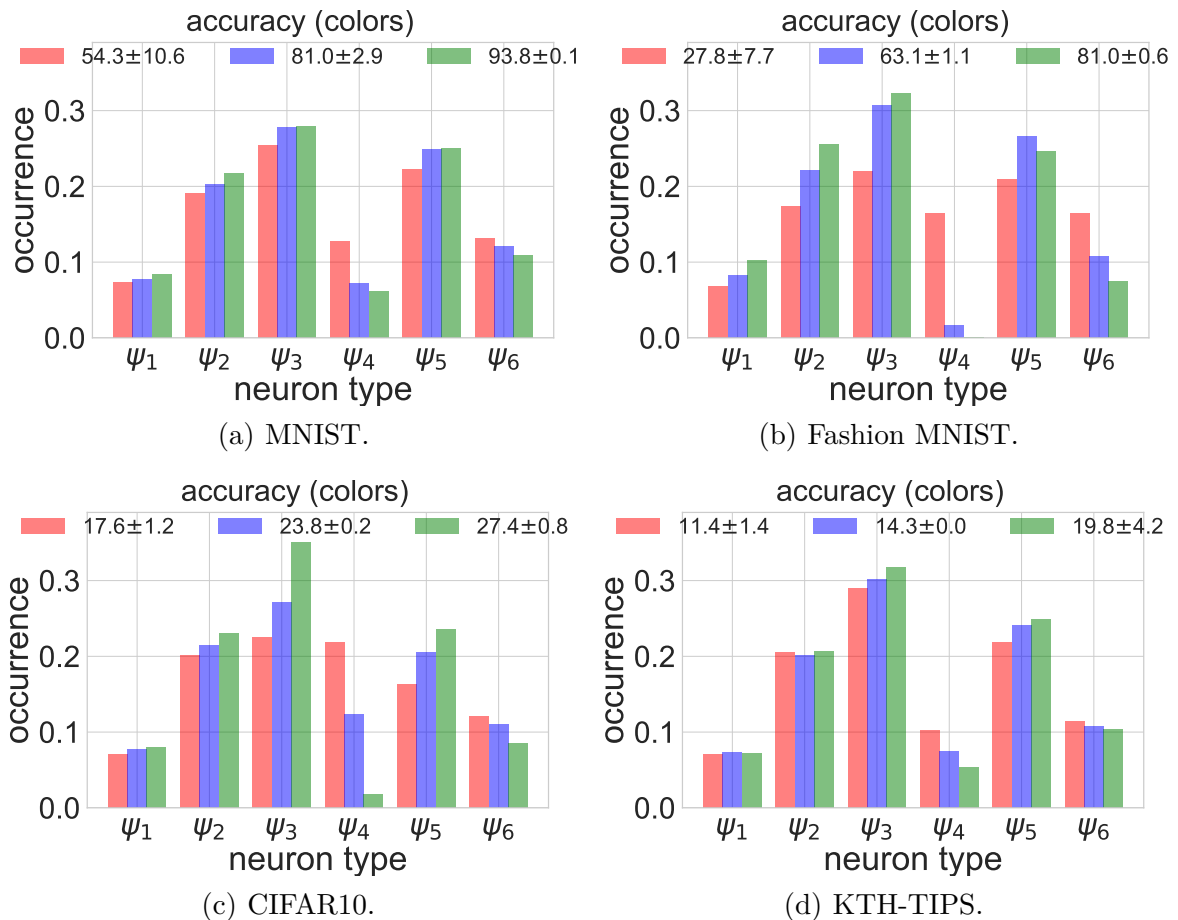 accuracy (colors)
54.3±10.6 81.0±2.9 93.8±0.1
occurrence
0.3
0.2
0.1
0.0
ψ1 ψ2 ψ3 ψ4 ψ5 ψ6
neuron type
(a) MNIST.
accuracy (colors)
27.8±7.7 63.1±1.1 81.0±0.6
occurrence
0.3
0.2
0.1
0.0
ψ1 ψ2 ψ3 ψ4 ψ5 ψ6
neuron type
(b) Fashion MNIST.
accuracy (colors)
17.6±1.2 23.8±0.2 27.4±0.8
occurrence
0.3
0.2
0.1
0.0
ψ1 ψ2 ψ3 ψ4 ψ5 ψ6
neuron type
(c) CIFAR10.
accuracy (colors)
11.4±1.4 14.3±0.0 19.8±4.2
occurrence
0.3
0.2
0.1
0.0
ψ1 ψ2 ψ3 ψ4 ψ5 ψ6
neuron type
(d) KTH-TIPS.